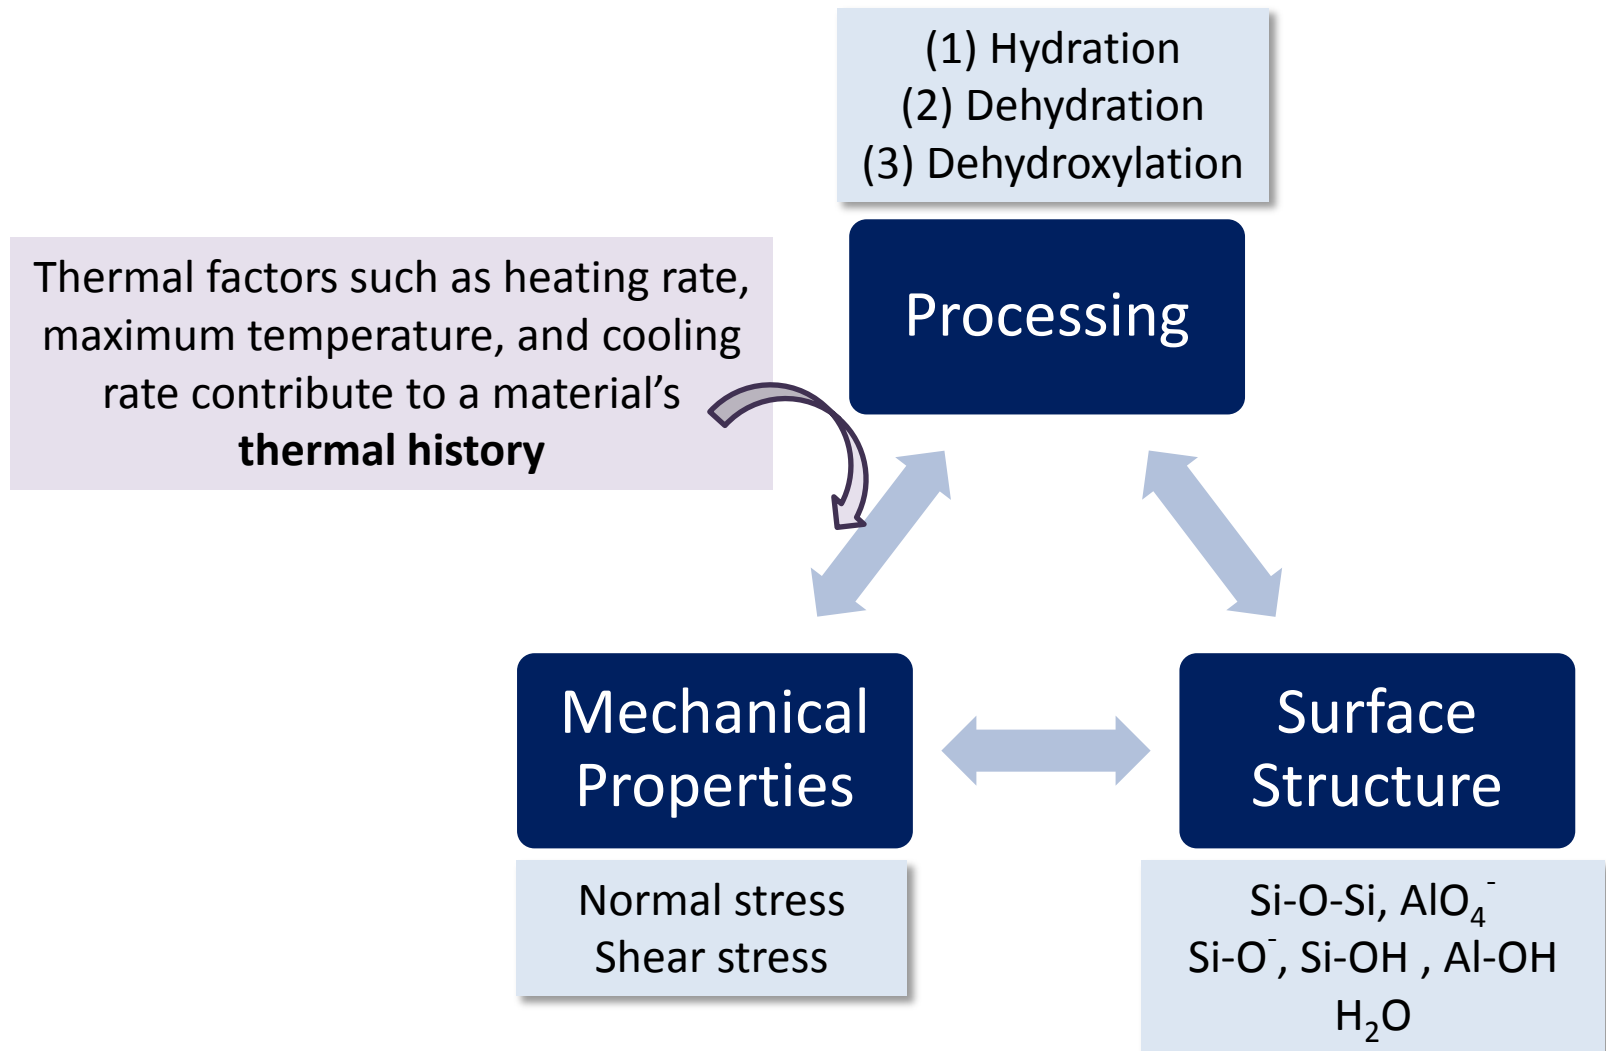 (1) Hydration
(2) Dehydration
(3) Dehydroxylation
Processing
Thermal factors such as heating rate,
maximum temperature, and cooling
rate contribute to a material’s
thermal history
Mechanical
Properties
Normal stress
Shear stress
Surface
Structure
Si-O-Si, AlO₄⁻
Si-O⁻, Si-OH , Al-OH
H₂O